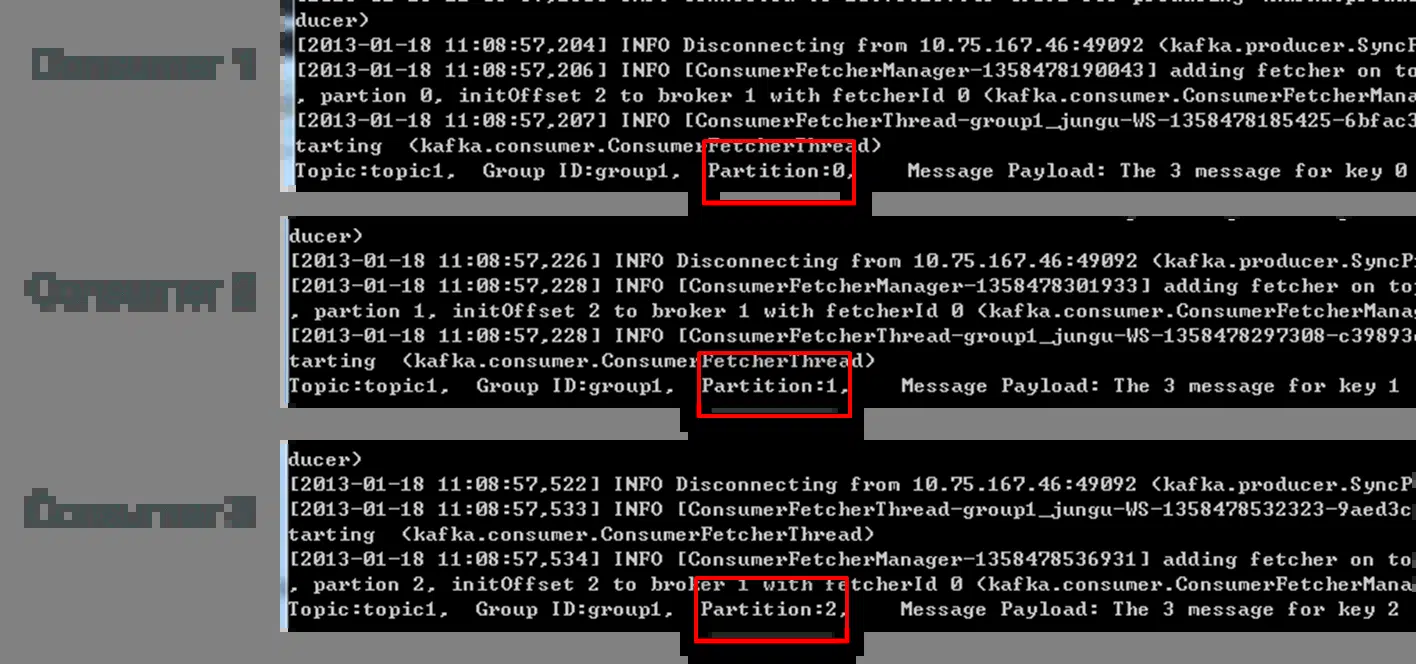 Consumer 1
ducer)
[2013-01-18 11:08:57,204] INFO Disconnecting from 10.75.167.46:49092 (kafka.producer.SyncP
[2013-01-18 11:08:57,206] INFO [ConsumerFetcherManager-1358478190043] adding fetcher on to
, partion 0, initOffset 2 to broker 1 with fetcherId 0 (kafka.consumer.ConsumerFetcherMana
[2013-01-18 11:08:57,207] INFO [ConsumerFetcherThread-group1_jungu-WS-1358478185425-6bfac3
tarting (kafka.consumer.ConsumerFetcherThread)
Topic:topic1, Group ID:group1, Partition:0, Message Payload: The 3 message for key 0
Consumer 2
ducer)
[2013-01-18 11:08:57,226] INFO Disconnecting from 10.75.167.46:49092 (kafka.producer.SyncP
[2013-01-18 11:08:57,228] INFO [ConsumerFetcherManager-1358478301933] adding fetcher on to
, partion 1, initOffset 2 to broker 1 with fetcherId 0 (kafka.consumer.ConsumerFetcherMana
[2013-01-18 11:08:57,228] INFO [ConsumerFetcherThread-group1_jungu-WS-1358478297308-c39893
tarting (kafka.consumer.ConsumerFetcherThread)
Topic:topic1, Group ID:group1, Partition:1, Message Payload: The 3 message for key 1
Consumer 3
ducer)
[2013-01-18 11:08:57,522] INFO Disconnecting from 10.75.167.46:49092 (kafka.producer.SyncP
[2013-01-18 11:08:57,533] INFO [ConsumerFetcherThread-group1_jungu-WS-1358478532323-9aed3c
tarting (kafka.consumer.ConsumerFetcherThread)
[2013-01-18 11:08:57,534] INFO [ConsumerFetcherManager-1358478536931] adding fetcher on to
, partion 2, initOffset 2 to broker 1 with fetcherId 0 (kafka.consumer.ConsumerFetcherMana
Topic:topic1, Group ID:group1, Partition:2, Message Payload: The 3 message for key 2